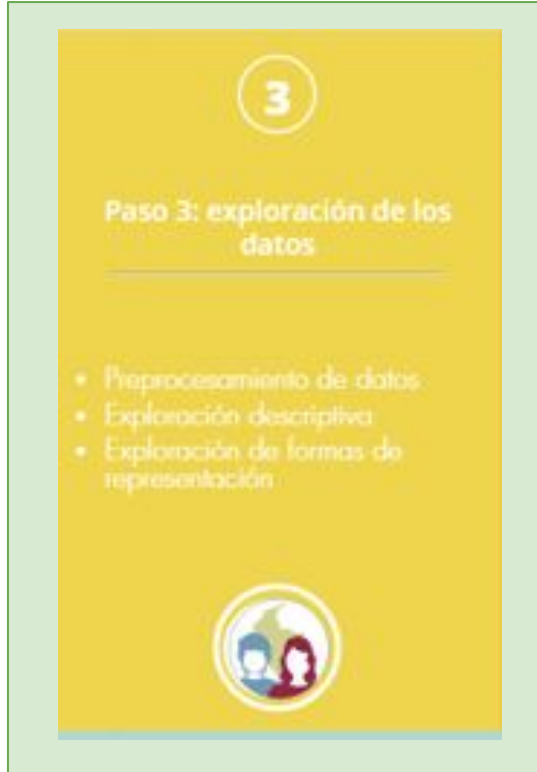 3
Paso 3: exploración de los
datos
• Preprocesamiento de datos
• Exploración descriptiva
• Exploración de formas de
representación